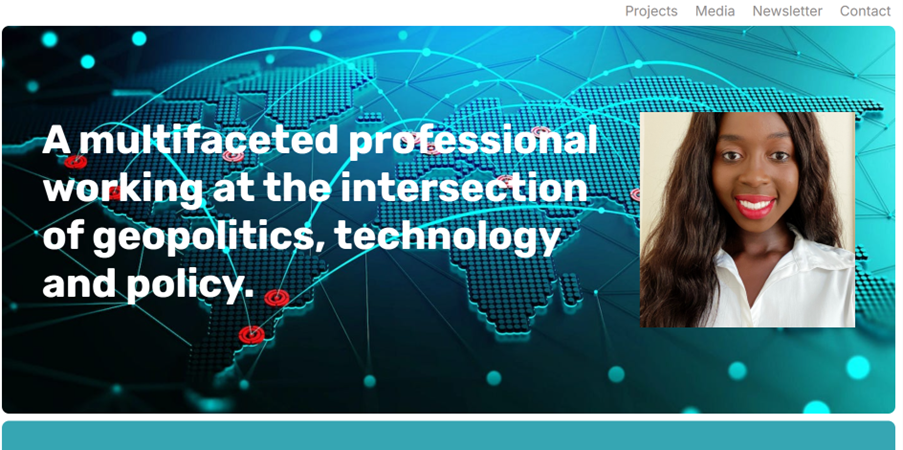 Projects Media Newsletter Contact
A multifaceted professional
working at the intersection
of geopolitics, technology
and policy.